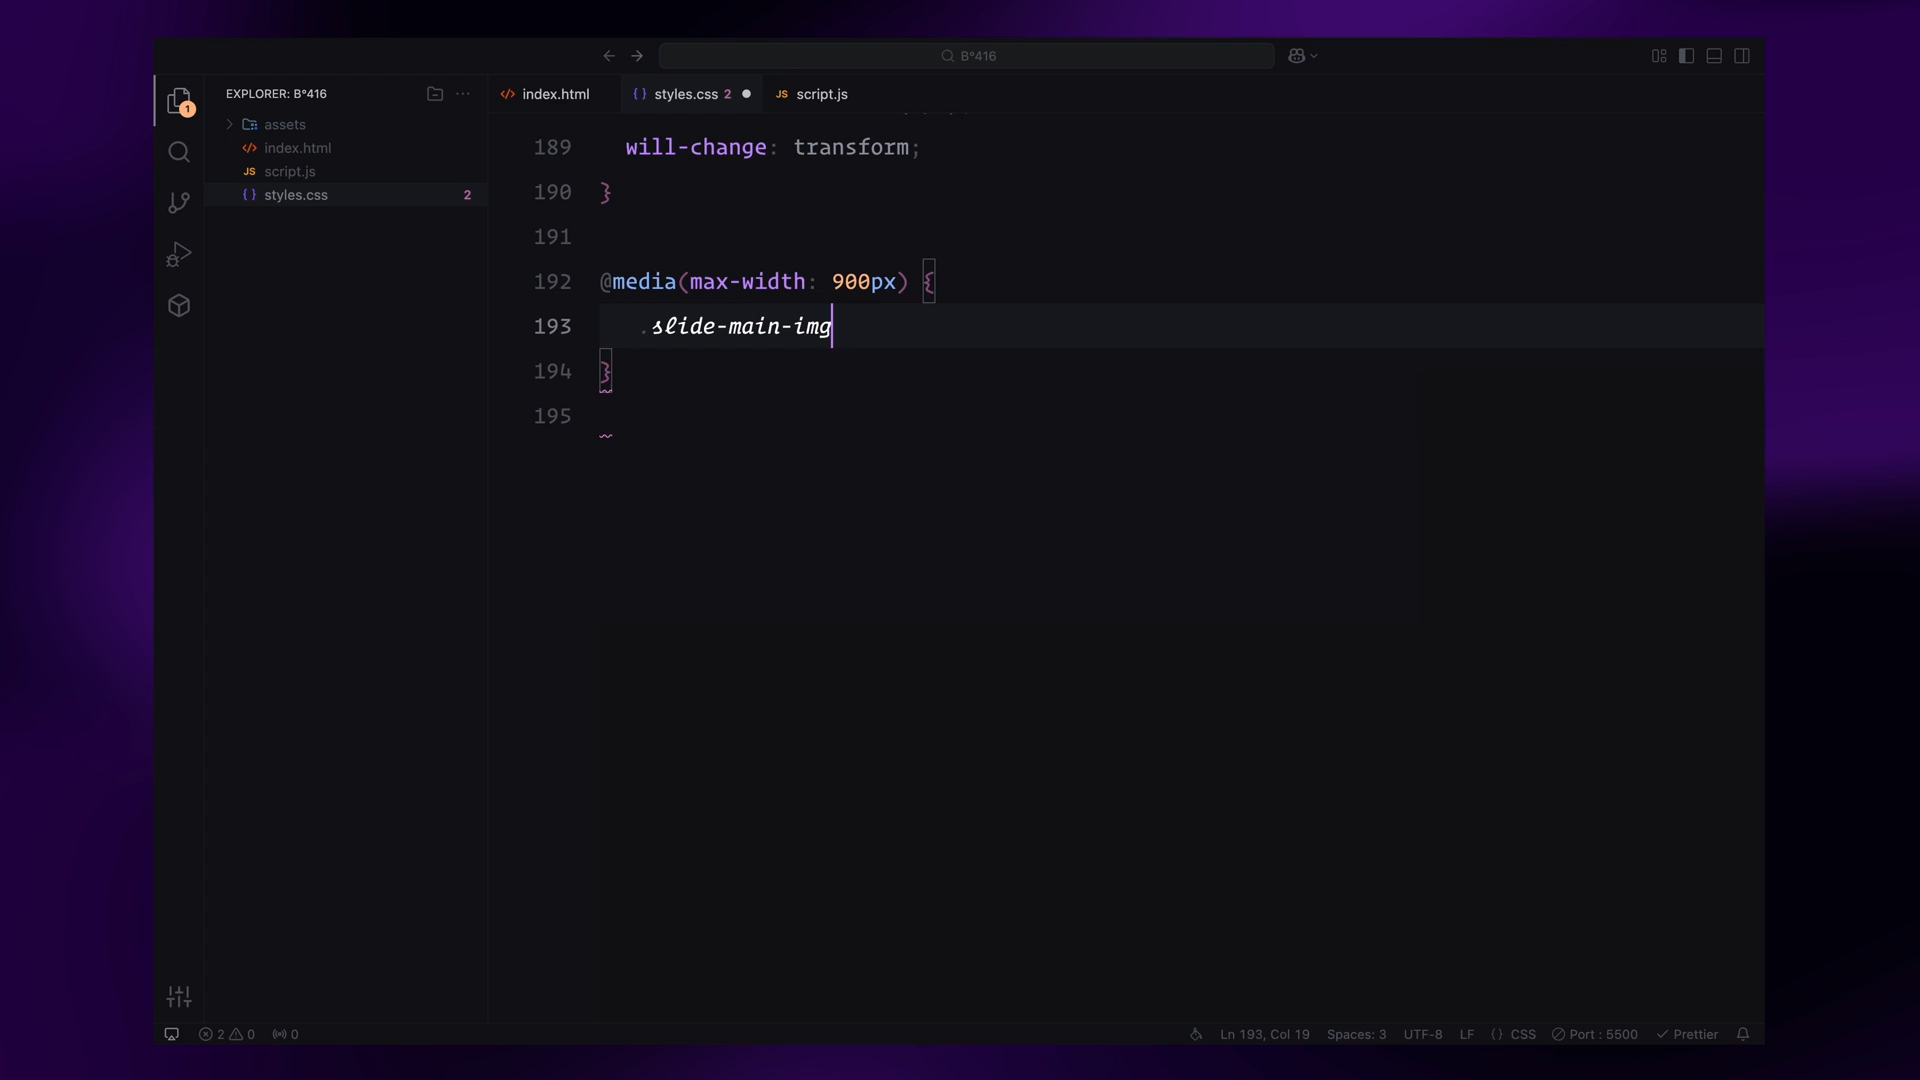 B°416
EXPLORER: B°416
assets
index.html
script.js
styles.css 2
1
index.html
styles.css 2
script.js
189 will-change: transform;
190 }
191
192 @media(max-width: 900px) {
193 .slide-main-img
194 }
195
2 0 0
Ln 193, Col 19 Spaces: 3 UTF-8 LF {} CSS Port : 5500 Prettier